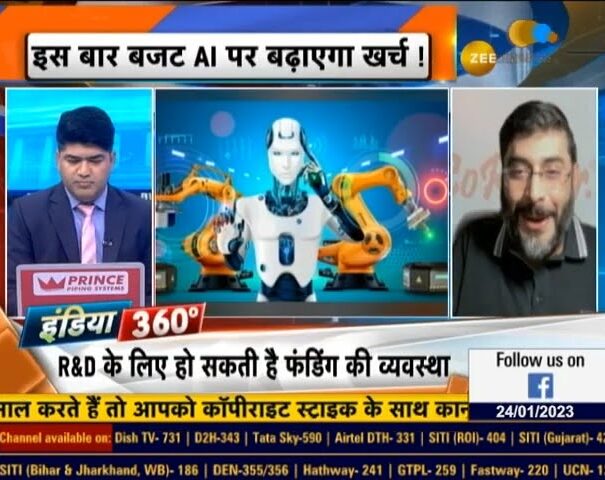 इस बार बजट AI पर बढ़ाएगा खर्च !
ZEE
PRINCE
PIPING SYSTEMS
इंडिया 360°
R&D के लिए हो सकती है फंडिंग की व्यवस्था
Follow us on
24/01/2023
माल करते हैं तो आपको कॉपीराइट स्टाइक के साथ कान
Channel available on: Dish TV- 731 | D2H-343 | Tata Sky-590 | Airtel DTH- 331 | SITI (ROI)- 404 | SITI (Gujarat)- 42
SITI (Bihar & Jharkhand, WB)- 186 | DEN-355/356 | Hathway- 241 | GTPL- 259 | Fastway- 220 | UCN- 1